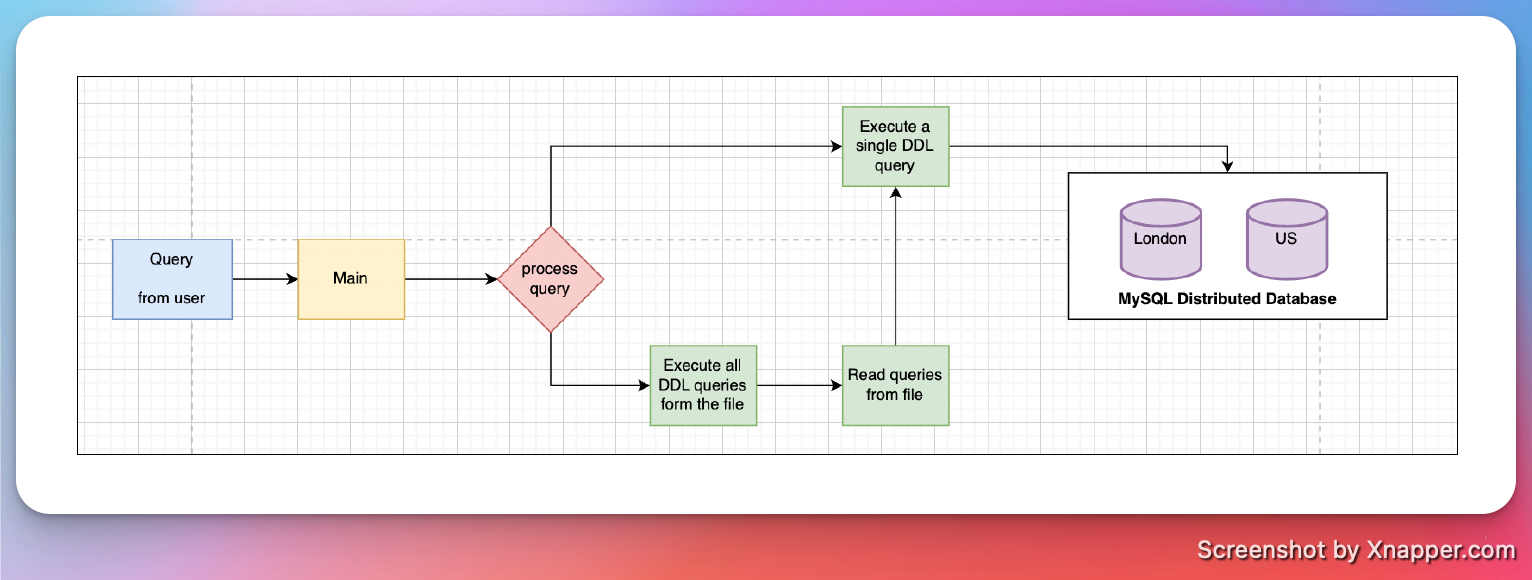 Execute a
single DDL
query
Query
from user
Main
process
query
London
US
MySQL Distributed Database
Execute all
DDL queries
form the file
Read queries
from file
Screenshot by Xnapper.com